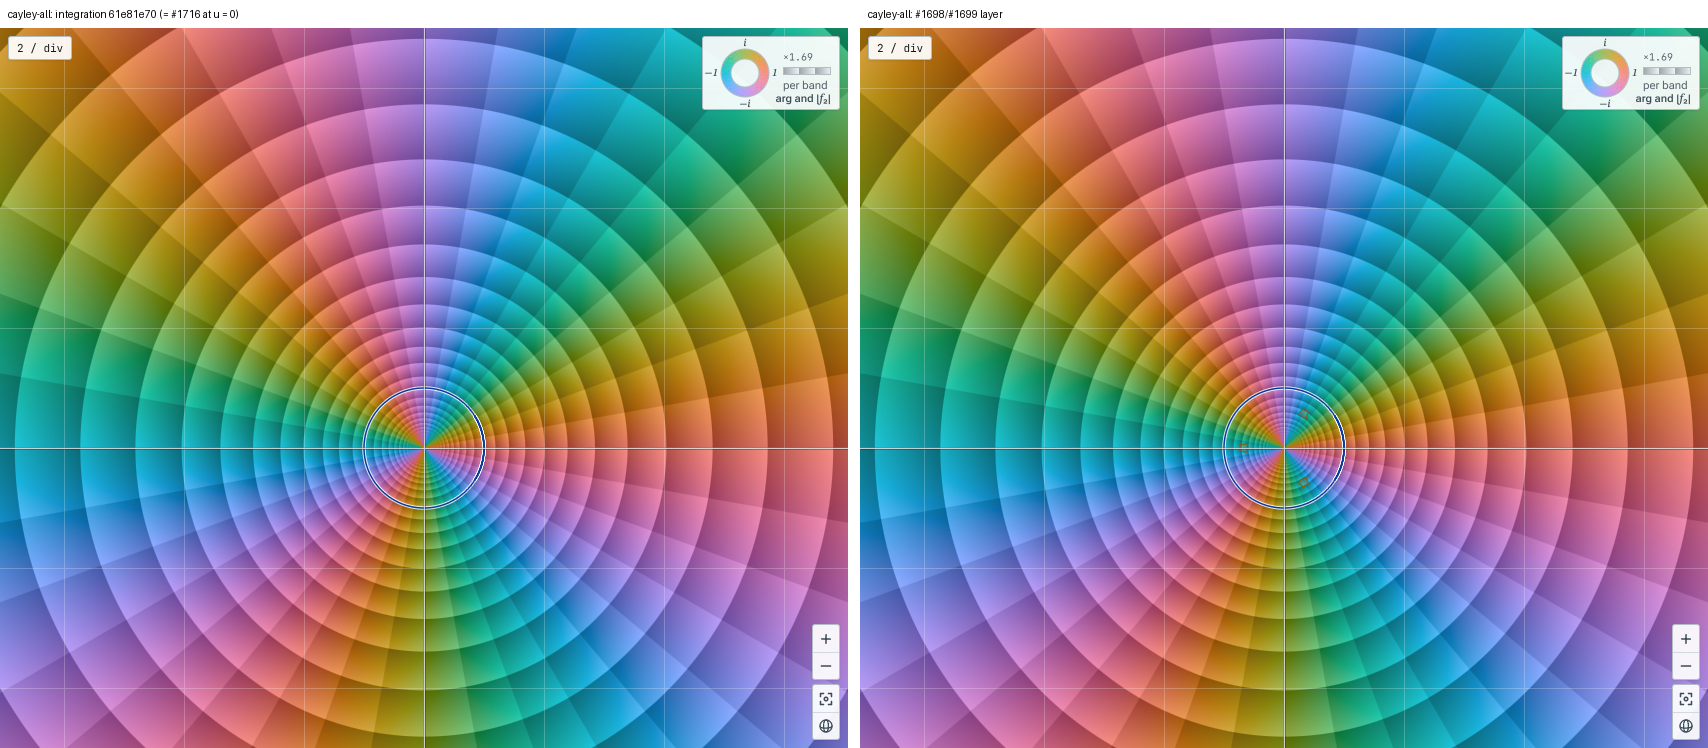 cayley-all: integration 61e81e70 (= #1716 at u = 0)
2 / div
i
−1
1
−i
×1.69
per band
arg and |f₂|
+
−
cayley-all: #1698/#1699 layer
2 / div
i
−1
1
−i
×1.69
per band
arg and |f₂|
+
−